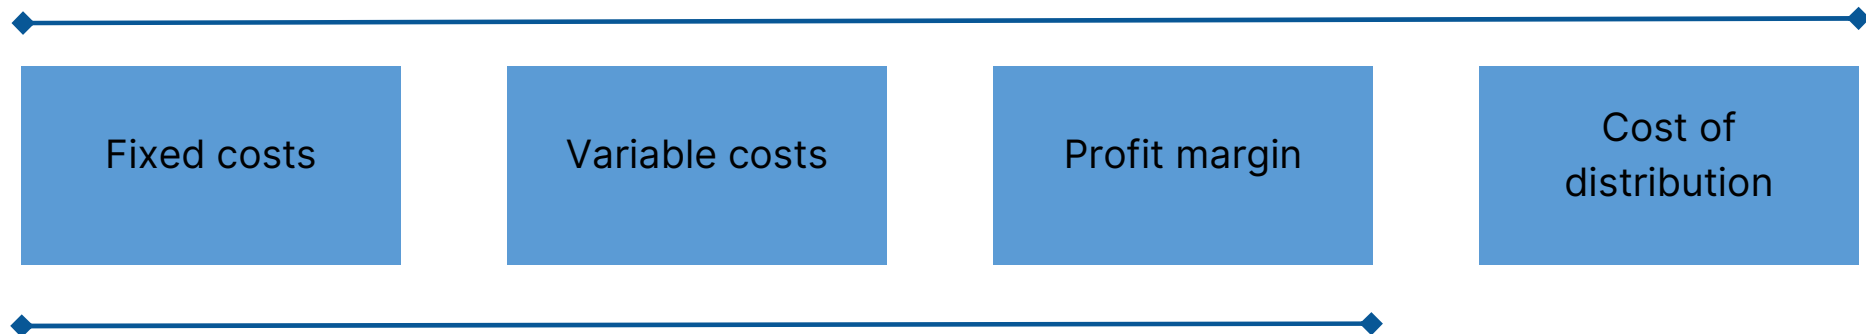 Fixed costs
Variable costs
Profit margin
Cost of
distribution